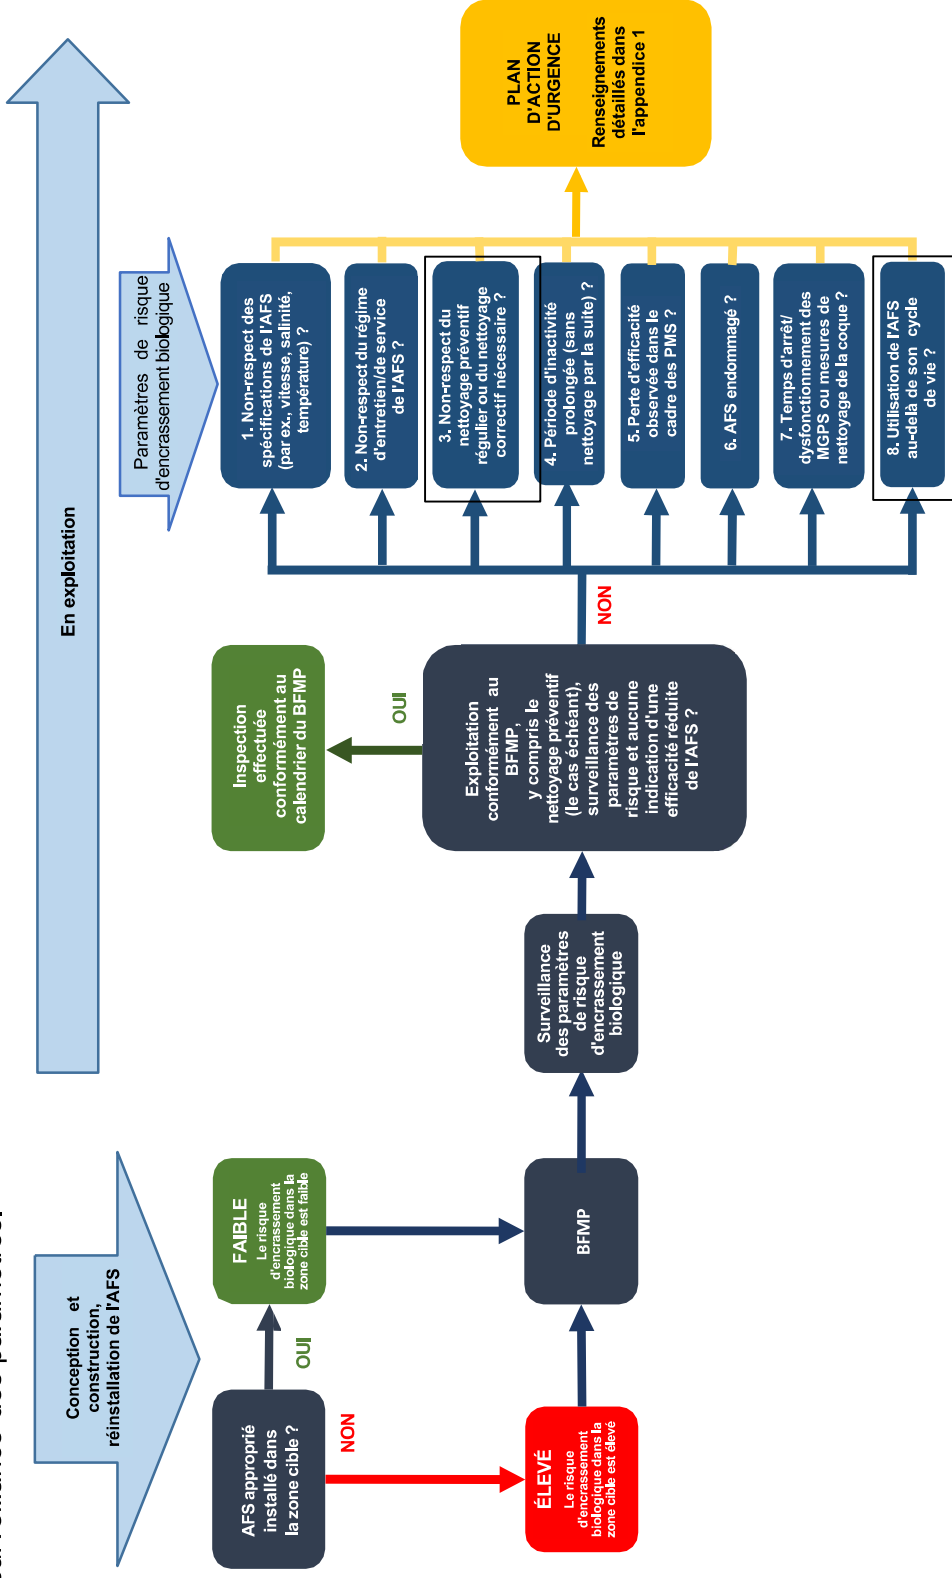 Conception et
construction,
réinstallation de l'AFS
En exploitation
AFS approprié
installé dans
la zone cible ?
OUI
NON
FAIBLE
Le risque
d'encrassement
biologique dans la
zone cible est faible
ÉLEVÉ
Le risque
d'encrassement
biologique dans la
zone cible est élevé
BFMP
Surveillance
des paramètres
de risque
d'encrassement
biologique
Exploitation
conformément au
BFMP,
y compris le
nettoyage préventif
(le cas échéant),
surveillance des
paramètres de
risque et aucune
indication d'une
efficacité réduite
de l'AFS ?
OUI
Inspection
effectuée
conformément au
calendrier du BFMP
NON
Paramètres de risque
d'encrassement biologique
1. Non-respect des
spécifications de l'AFS
(par ex., vitesse, salinité,
température) ?
2. Non-respect du régime
d'entretien/de service
de l'AFS ?
3. Non-respect du
nettoyage préventif
régulier ou du nettoyage
correctif nécessaire ?
4. Période d'inactivité
prolongée (sans
nettoyage par la suite) ?
5. Perte d'efficacité
observée dans le
cadre des PMS ?
6. AFS endommagé ?
7. Temps d'arrêt/
dysfonctionnement des
MGPS ou mesures de
nettoyage de la coque ?
8. Utilisation de l'AFS
au-delà de son cycle
de vie ?
PLAN
D'ACTION
D'URGENCE
Renseignements
détaillés dans
l'appendice 1